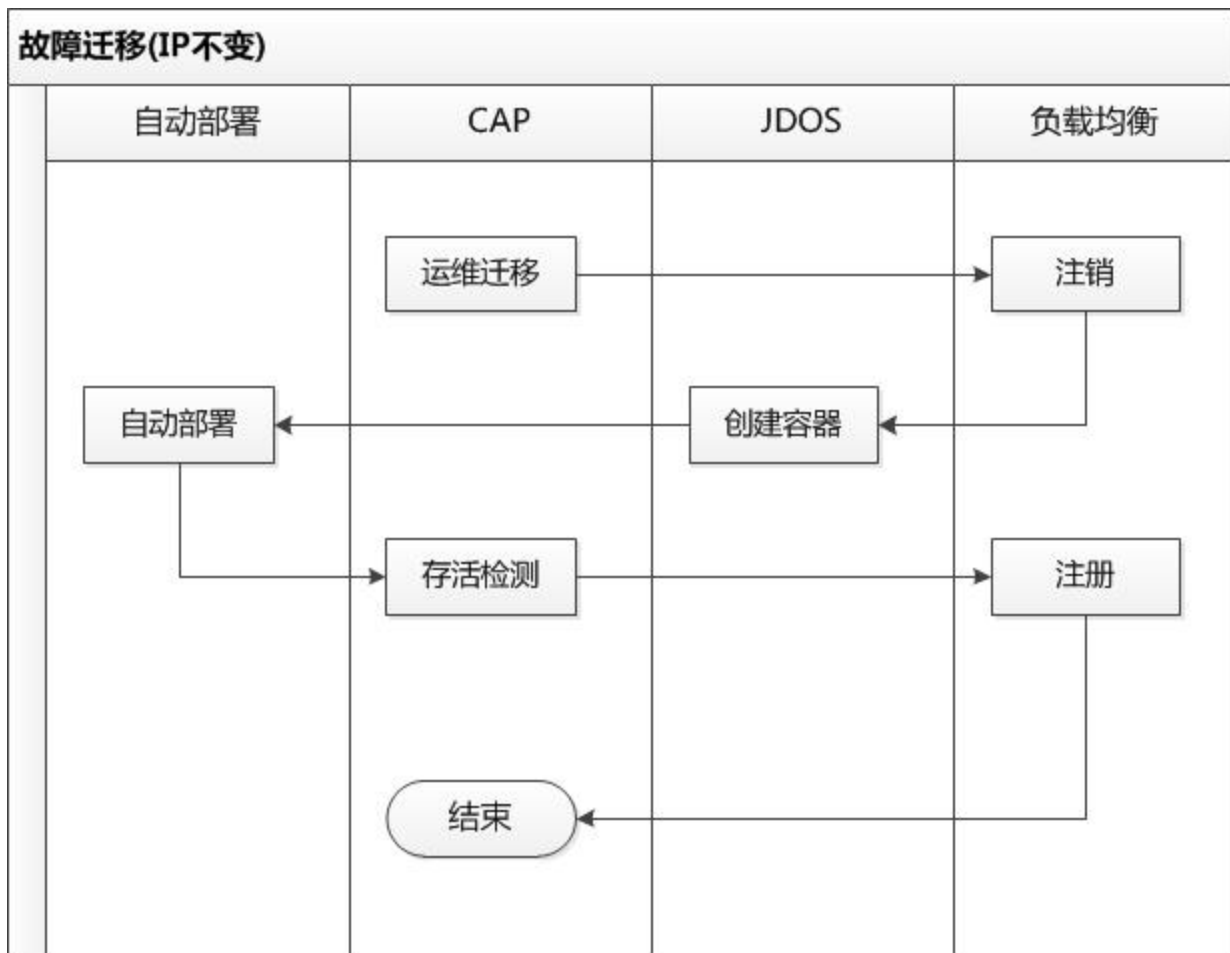 故障迁移(IP不变)
自动部署
CAP
JDOS
负载均衡
运维迁移
注销
自动部署
创建容器
存活检测
注册
结束